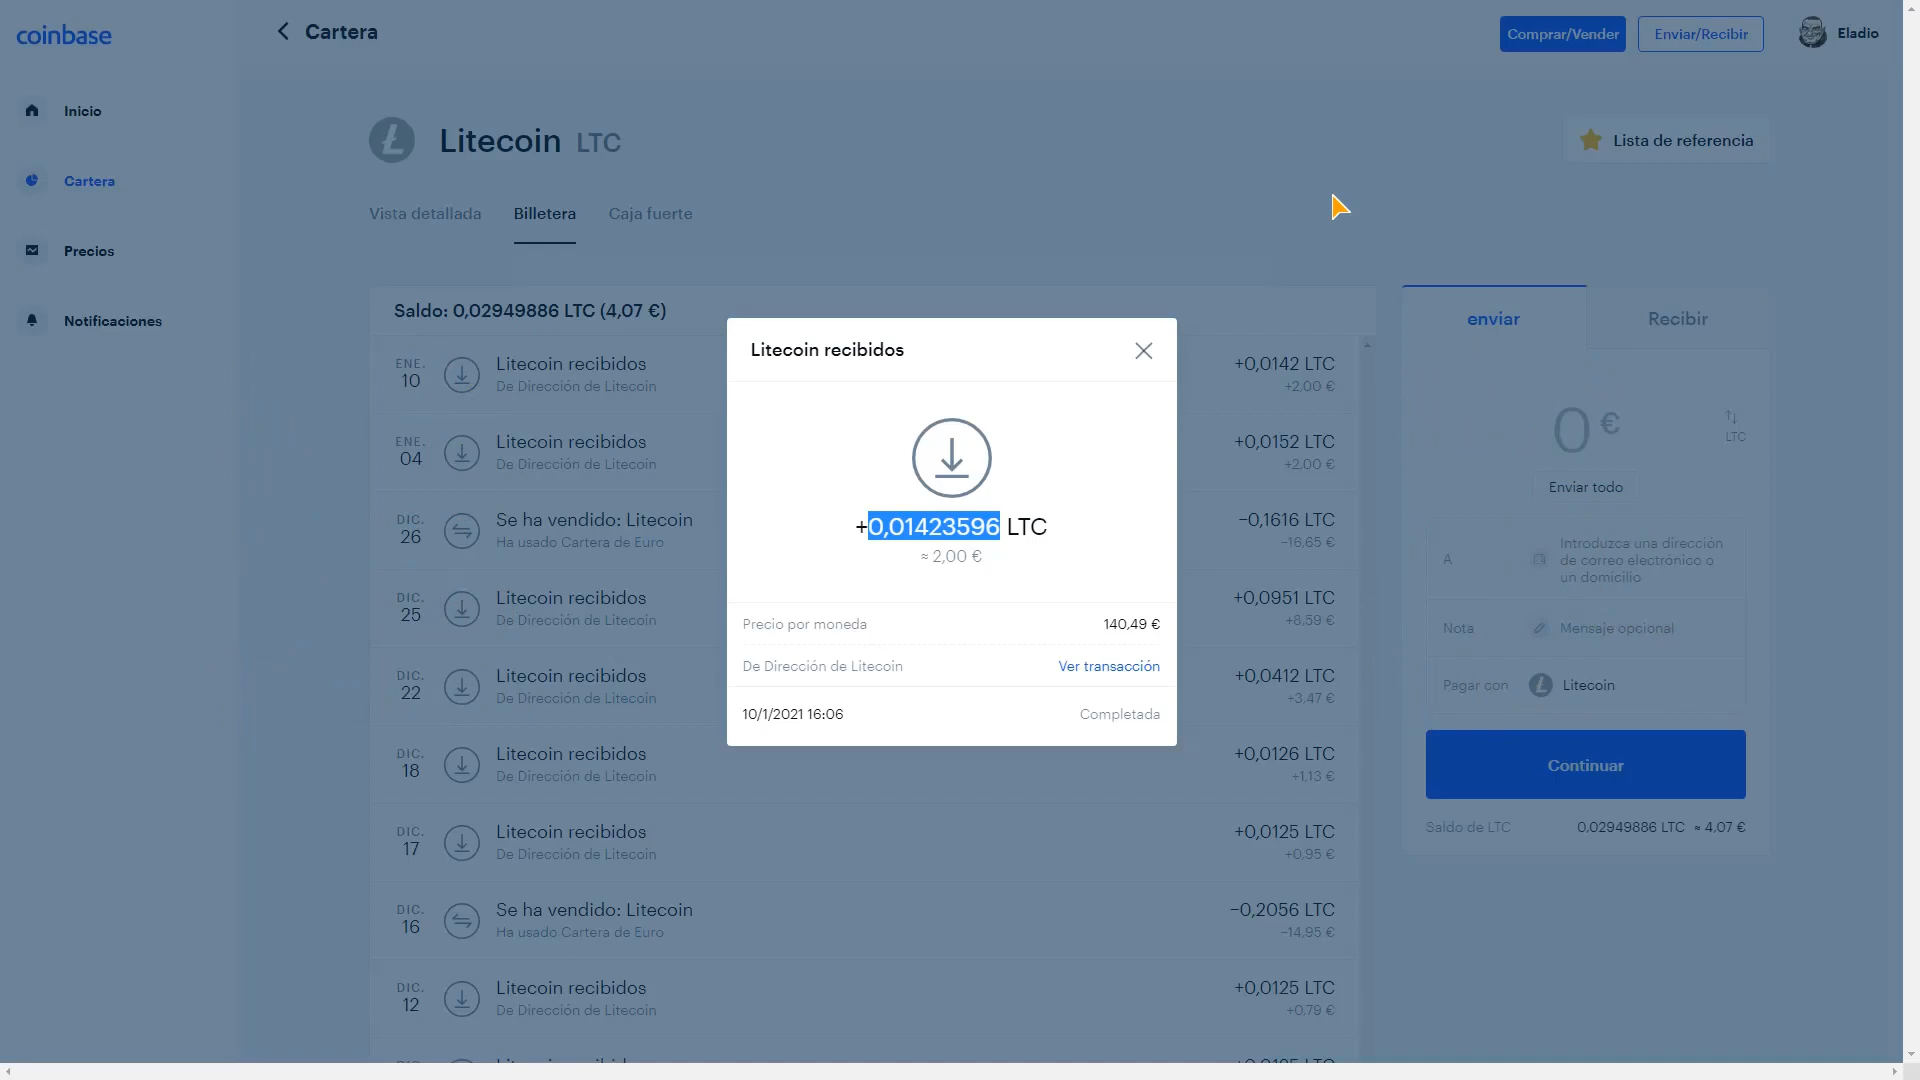 coinbase
Cartera
Comprar/Vender
Enviar/Recibir
Eladio
Inicio
Cartera
Precios
Notificaciones
Litecoin LTC
Lista de referencia
Vista detallada
Billetera
Caja fuerte
Saldo: 0,02949886 LTC (4,07 €)
ENE.
10
Litecoin recibidos
De Dirección de Litecoin
+0,0142 LTC
+2,00 €
ENE.
04
Litecoin recibidos
De Dirección de Litecoin
+0,0152 LTC
+2,00 €
DIC.
26
Se ha vendido: Litecoin
Ha usado Cartera de Euro
−0,1616 LTC
−16,65 €
DIC.
25
Litecoin recibidos
De Dirección de Litecoin
+0,0951 LTC
+8,59 €
DIC.
22
Litecoin recibidos
De Dirección de Litecoin
+0,0412 LTC
+3,47 €
DIC.
18
Litecoin recibidos
De Dirección de Litecoin
+0,0126 LTC
+1,13 €
DIC.
17
Litecoin recibidos
De Dirección de Litecoin
+0,0125 LTC
+0,95 €
DIC.
16
Se ha vendido: Litecoin
Ha usado Cartera de Euro
−0,2056 LTC
−14,95 €
DIC.
12
Litecoin recibidos
De Dirección de Litecoin
+0,0125 LTC
+0,79 €
Litecoin recibidos
+0,01423596 LTC
≈ 2,00 €
Precio por moneda
140,49 €
De Dirección de Litecoin
Ver transacción
10/1/2021 16:06
Completada
enviar
Recibir
0 €
LTC
Enviar todo
A
Introduzca una dirección
de correo electrónico o
un domicilio
Nota
Mensaje opcional
Pagar con
Litecoin
Continuar
Saldo de LTC
0,02949886 LTC ≈ 4,07 €